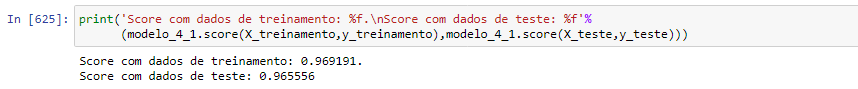 In [625]: print('Score com dados de treinamento: %f.\nScore com dados de teste: %f'%
(modelo_4_1.score(X_treinamento,y_treinamento),modelo_4_1.score(X_teste,y_teste)))
Score com dados de treinamento: 0.969191.
Score com dados de teste: 0.965556